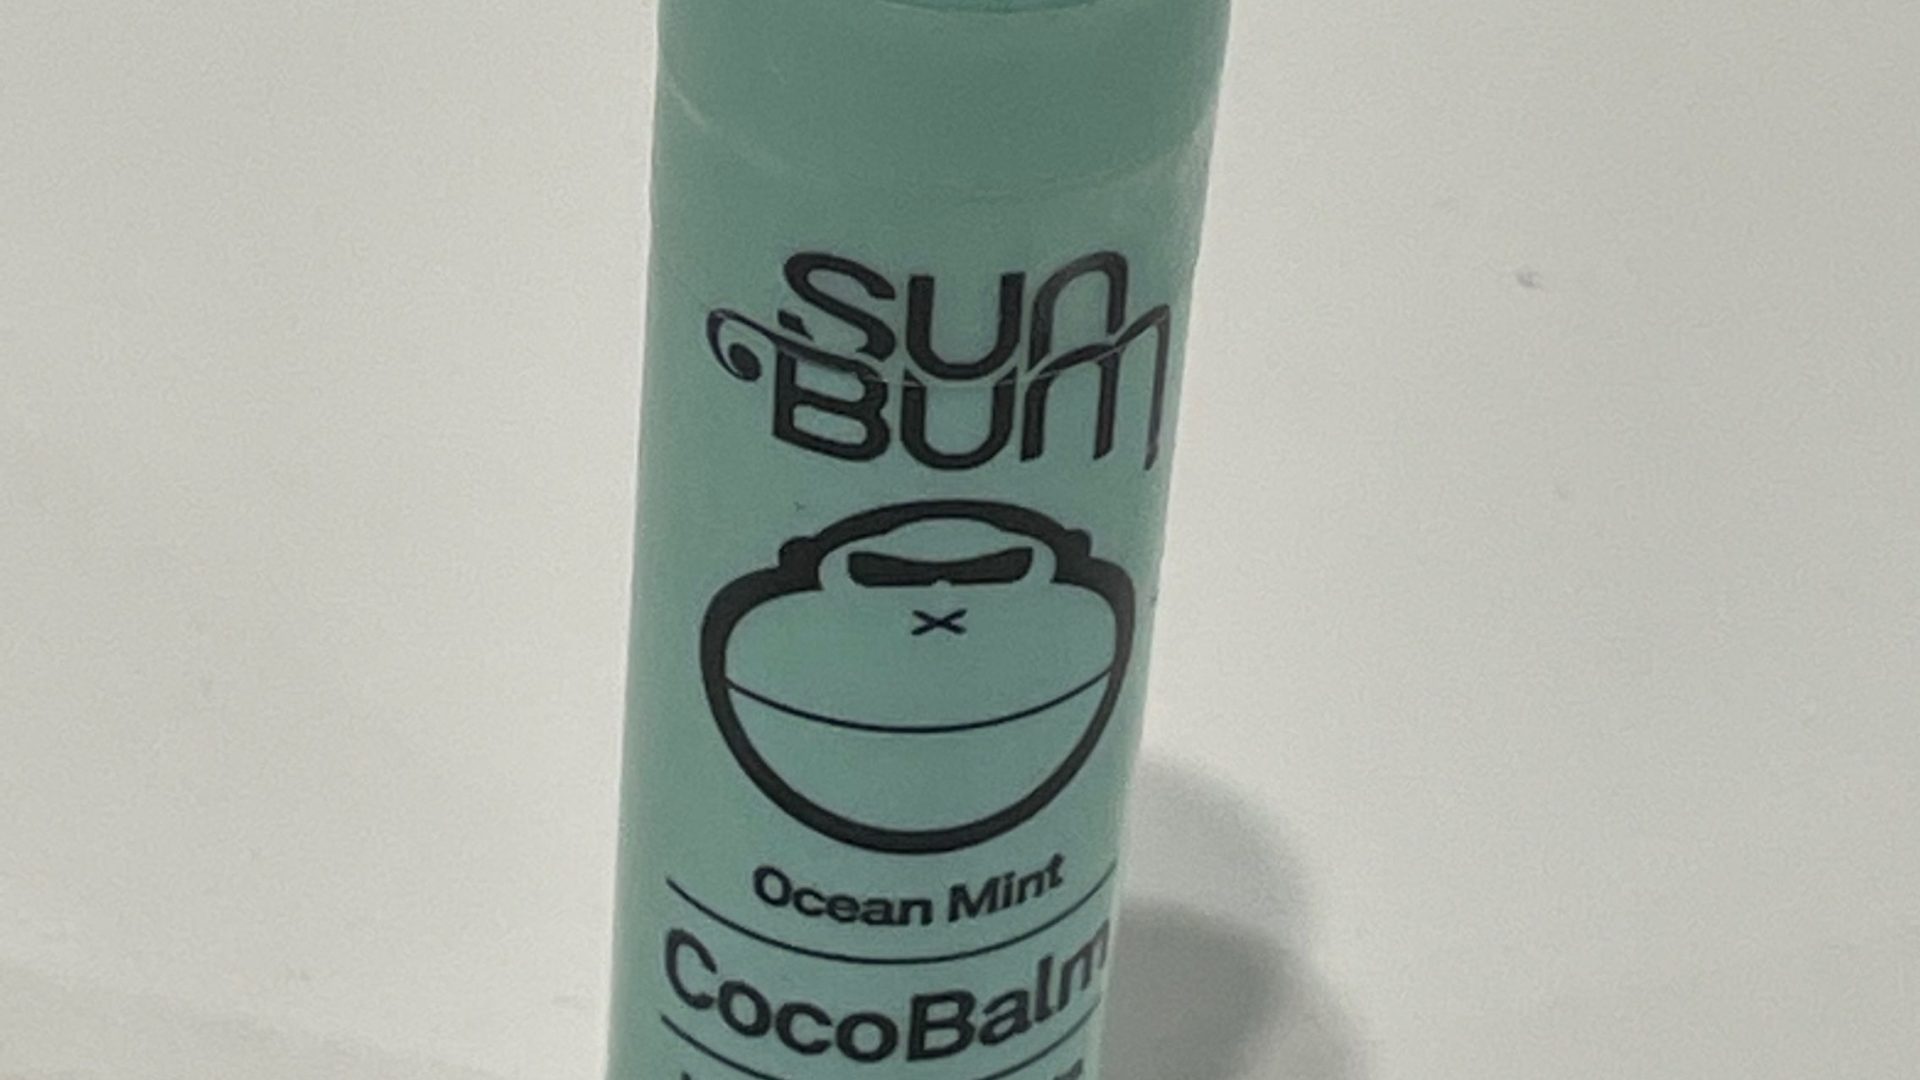 SUN
BUM
Ocean Mint
CocoBalm